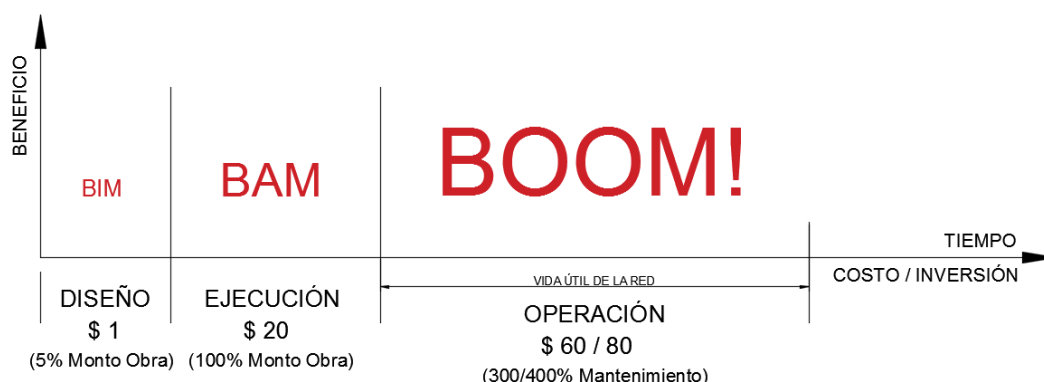 BENEFICIO
BIM
BAM
BOOM!
TIEMPO
COSTO / INVERSIÓN
VIDA ÚTIL DE LA RED
DISEÑO
$ 1
(5% Monto Obra)
EJECUCIÓN
$ 20
(100% Monto Obra)
OPERACIÓN
$ 60 / 80
(300/400% Mantenimiento)